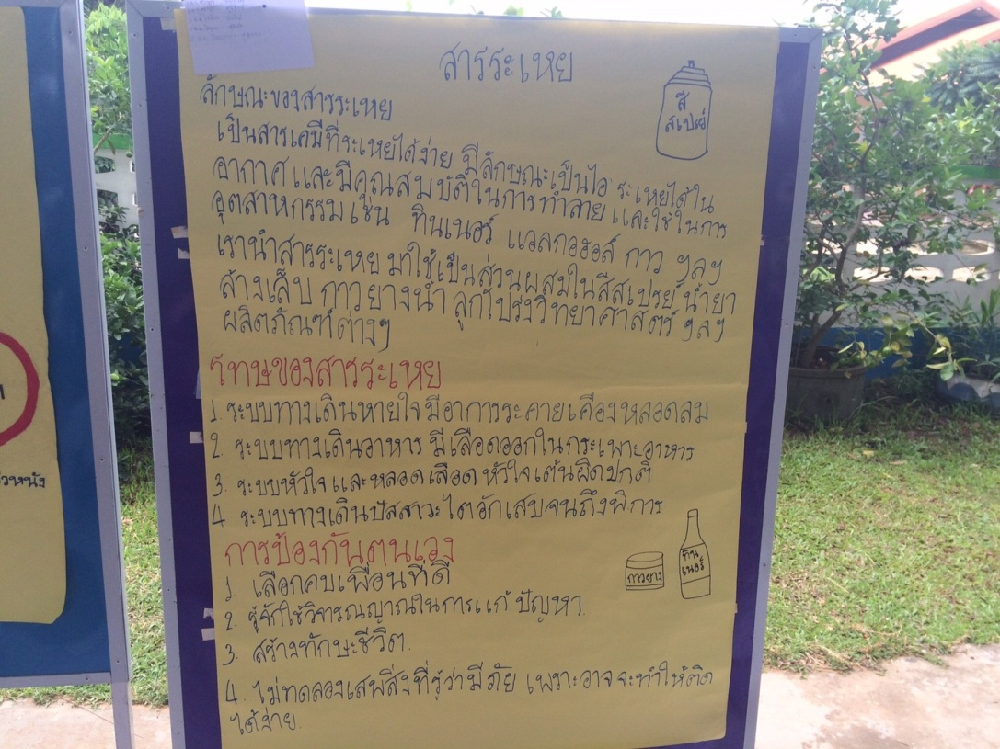 สารระเหย
สี
สเปรย์
ลักษณะของสารระเหย
เป็นสารเคมีที่ระเหยได้ง่าย มีลักษณะเป็นไอ ระเหยได้ใน
อากาศและมีคุณสมบัติในการทำลาย และใช้ในการ
อุตสาหกรรม เช่น ทินเนอร์ แอลกอฮอล์ กาว ฯลฯ
เรานำสารระเหย มาใช้เป็นส่วนผสมในสีสเปรย์ น้ำยา
ล้างเล็บ กาวยางน้ำ ลูกโป่งวิทยาศาสตร์ ฯลฯ
ผลิตภัณฑ์ต่างๆ
โทษของสารระเหย
1. ระบบทางเดินหายใจ มีอาการระคายเคืองหลอดลม
2. ระบบทางเดินอาหาร มีเลือดออกในกระเพาะอาหาร
3. ระบบหัวใจ และหลอดเลือด หัวใจเต้นผิดปกติ
4. ระบบทางเดินปัสสาวะ ไตอักเสบจนถึงพิการ
การป้องกันตนเอง
1. เลือกคบเพื่อนที่ดี
2. รู้จักใช้วิจารณญาณในการแก้ปัญหา.
3. สร้างทักษะชีวิต.
4. ไม่ทดลองเสพสิ่งที่รู้ว่ามีภัย เพราะอาจจะทำให้ติด
ได้ง่าย.
กาวยาง
ทิน
เนอร์